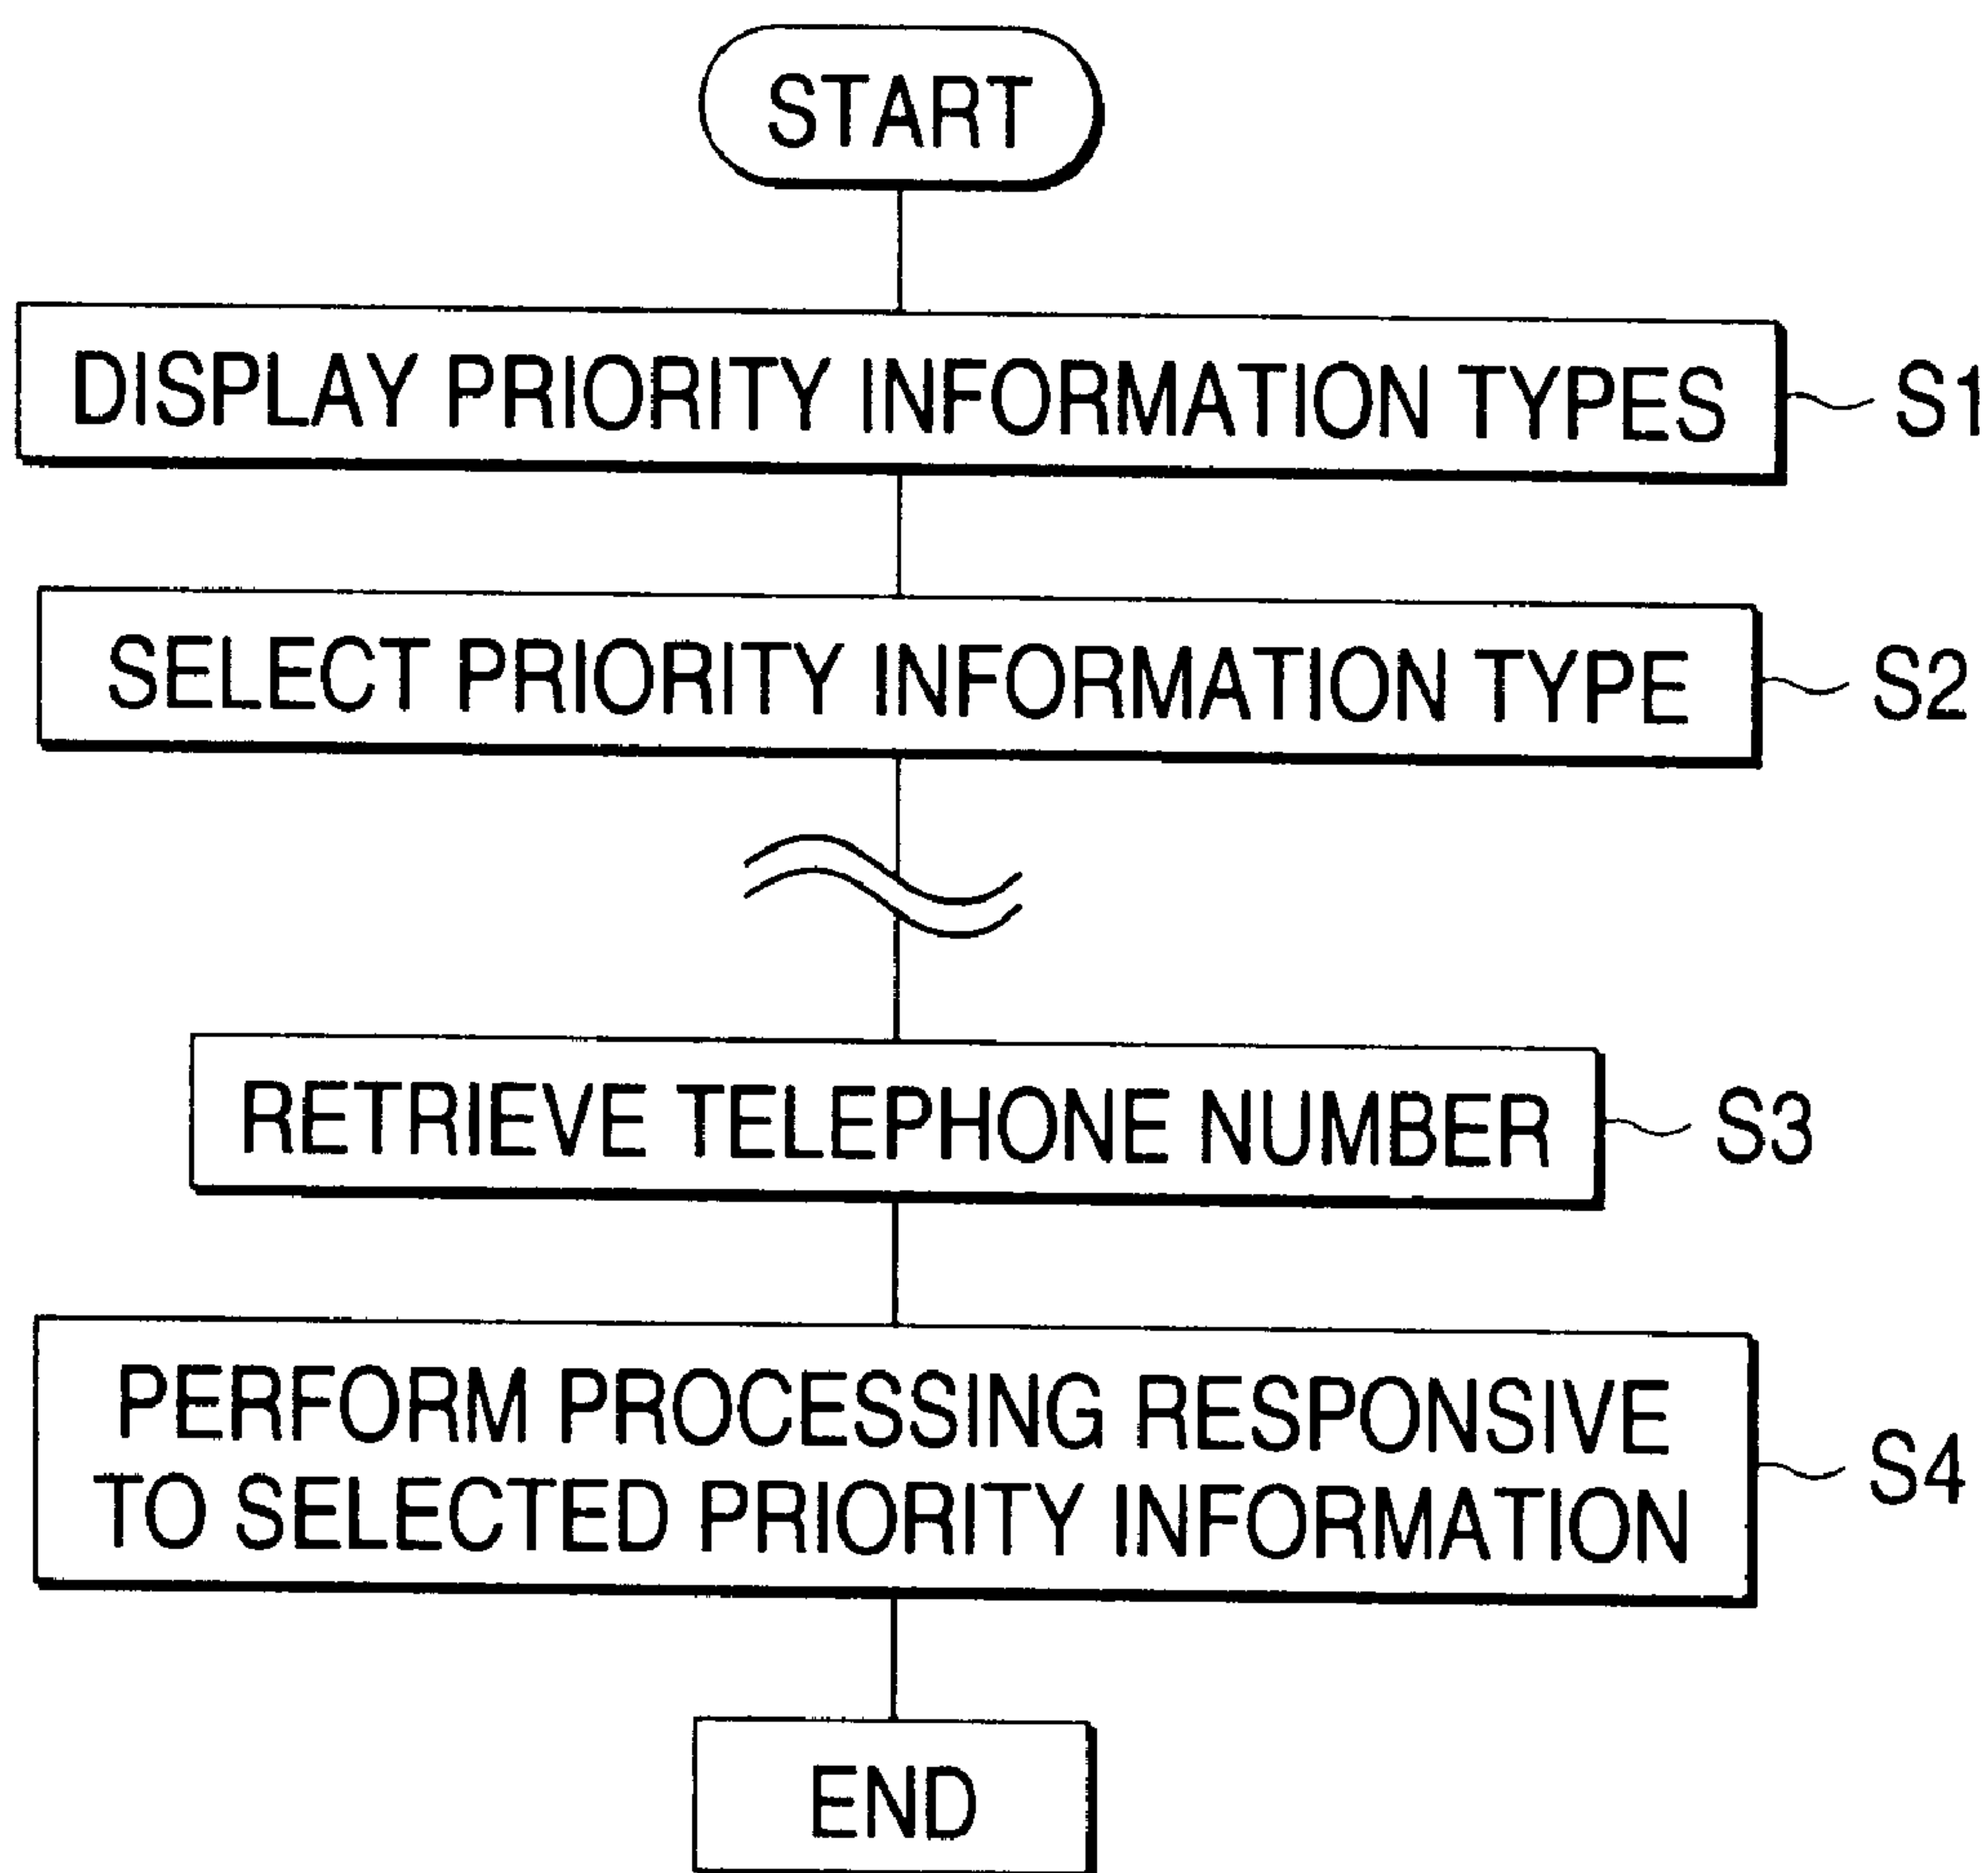 START
DISPLAY PRIORITY INFORMATION TYPES
S1
SELECT PRIORITY INFORMATION TYPE
S2
RETRIEVE TELEPHONE NUMBER
S3
PERFORM PROCESSING RESPONSIVE
TO SELECTED PRIORITY INFORMATION
S4
END